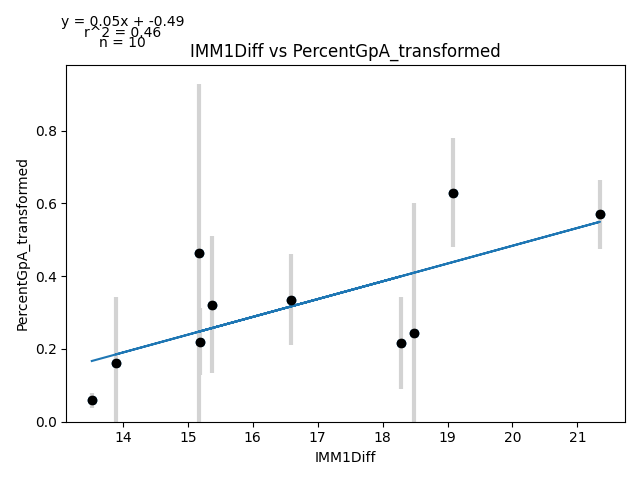 y = 0.05x + -0.49
r^2 = 0.46
n = 10
IMM1Diff vs PercentGpA_transformed
PercentGpA_transformed
0.8
0.6
0.4
0.2
0.0
14 15 16 17 18 19 20 21
IMM1Diff